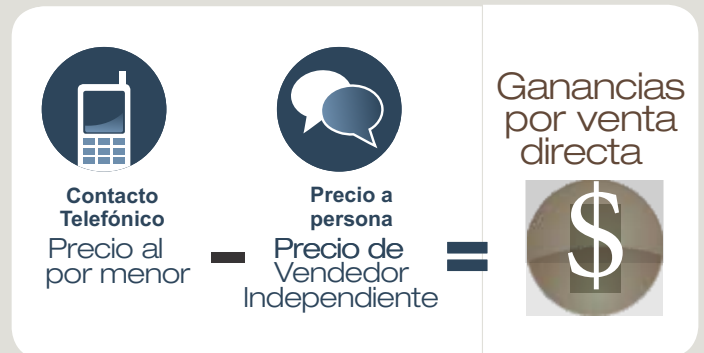 Contacto
Telefónico
Precio al
por menor
-
Precio a
persona
Precio de
Vendedor
Independiente
=
Ganancias
por venta
directa
$